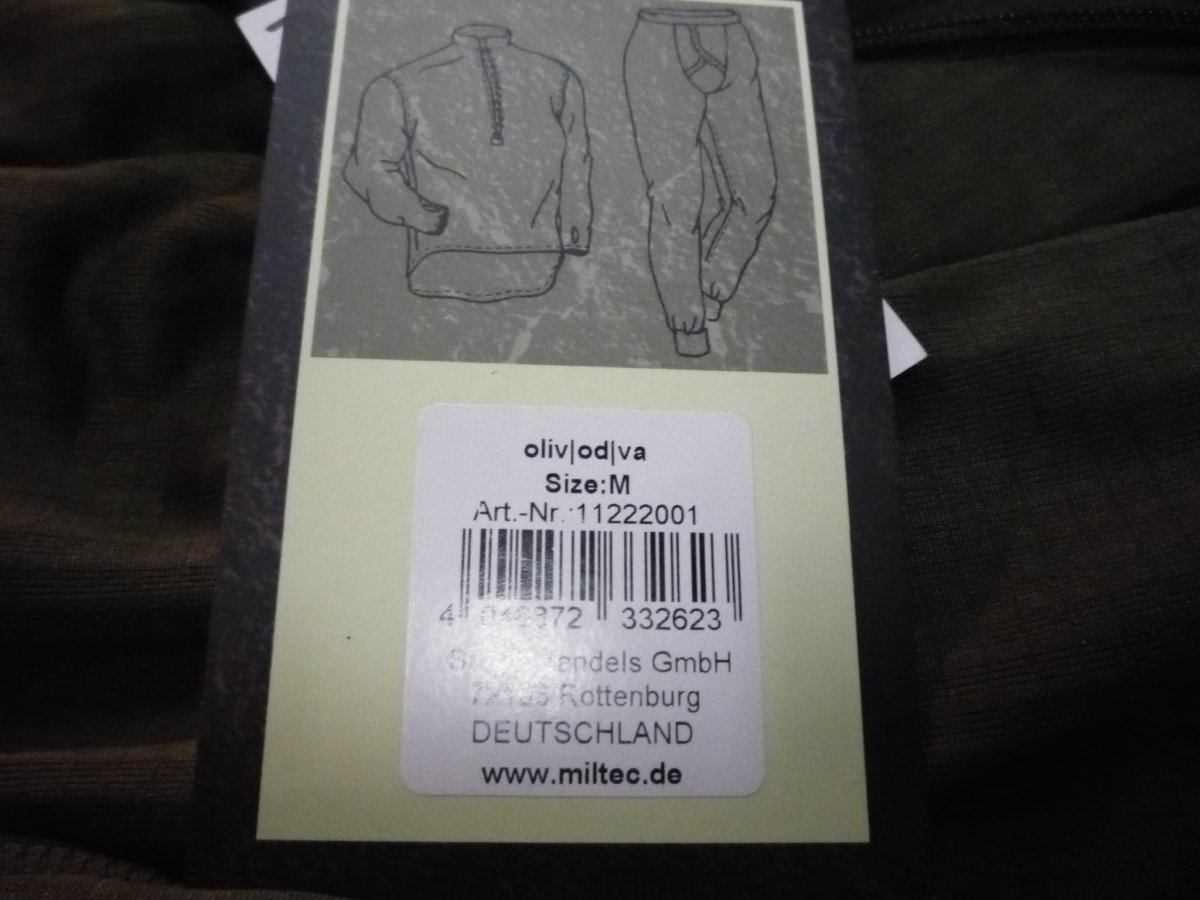 oliv|od|va
Size:M
Art.-Nr.:11222001
332623
GmbH
Rottenburg
DEUTSCHLAND
www.miltec.de